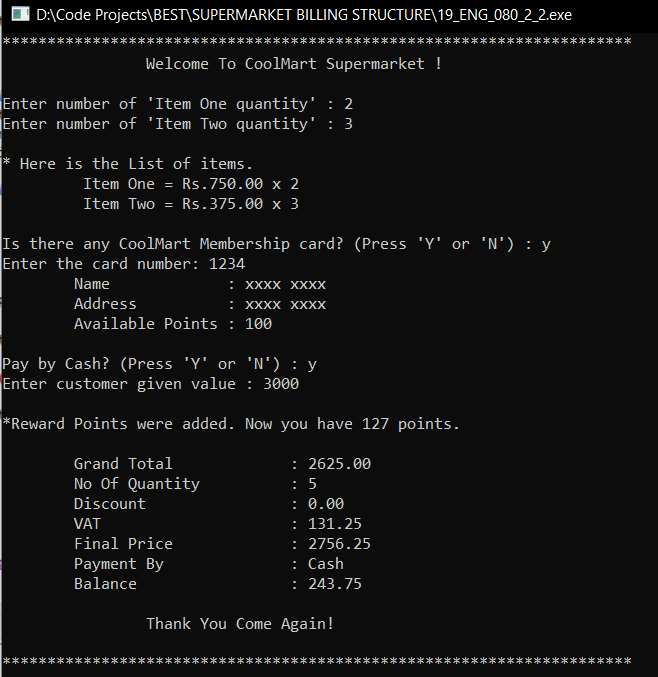 D:\Code Projects\BEST\SUPERMARKET BILLING STRUCTURE\19_ENG_080_2_2.exe
**********************************************************************
Welcome To CoolMart Supermarket !
Enter number of 'Item One quantity' : 2
Enter number of 'Item Two quantity' : 3
* Here is the List of items.
Item One = Rs.750.00 x 2
Item Two = Rs.375.00 x 3
Is there any CoolMart Membership card? (Press 'Y' or 'N') : y
Enter the card number: 1234
Name : xxxx xxxx
Address : xxxx xxxx
Available Points : 100
Pay by Cash? (Press 'Y' or 'N') : y
Enter customer given value : 3000
*Reward Points were added. Now you have 127 points.
Grand Total : 2625.00
No Of Quantity : 5
Discount : 0.00
VAT : 131.25
Final Price : 2756.25
Payment By : Cash
Balance : 243.75
Thank You Come Again!
**********************************************************************